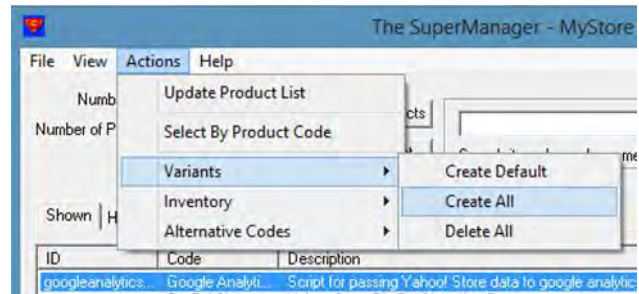 The SuperManager - MyStore
File View Actions Help
Update Product List
Select By Product Code
Variants
Inventory
Alternative Codes
Create Default
Create All
Delete All
Numb
Number of P
cts
me
Shown H
ID Code Description
googleanalytics... Google Analyti... Script for passing Yahoo! Store data to google analytic